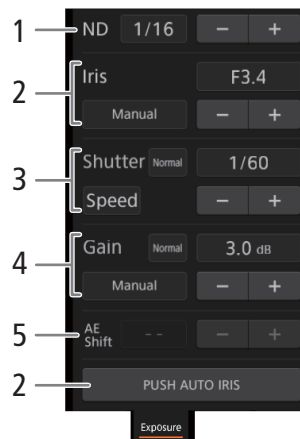 1 ND 1/16 − +
2 Iris F3.4
Manual − +
3 Shutter Normal 1/60
Speed − +
4 Gain Normal 3.0 dB
Manual − +
5 AE Shift -- − +
2 PUSH AUTO IRIS
Exposure